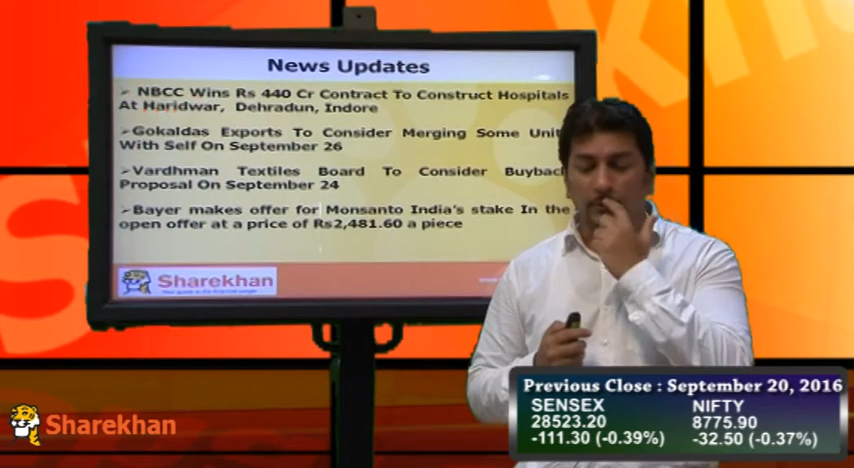 News Updates
NBCC Wins Rs 440 Cr Contract To Construct Hospitals
At Haridwar, Dehradun, Indore
Gokaldas Exports To Consider Merging Some Unit
With Self On September 26
Vardhman Textiles Board To Consider Buyback
Proposal On September 24
Bayer makes offer for Monsanto India's stake In the
open offer at a price of Rs2,481.60 a piece
Sharekhan
Sharekhan
Previous Close : September 20, 2016
SENSEX NIFTY
28523.20 8775.90
-111.30 (-0.39%) -32.50 (-0.37%)